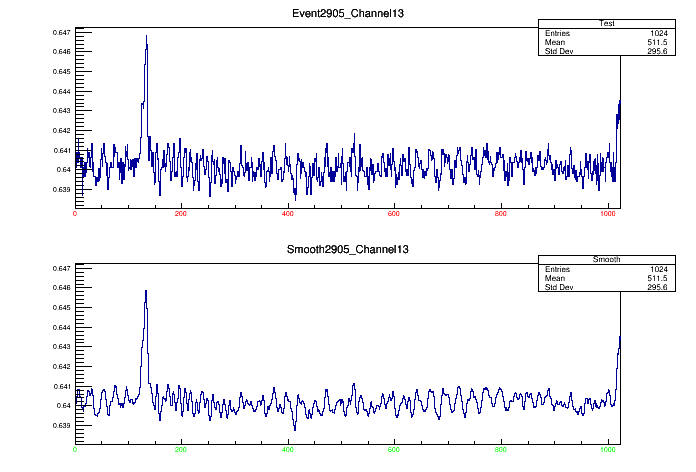 Event2905_Channel13
Test
Entries 1024
Mean 511.5
Std Dev 295.6
0.647
0.646
0.645
0.644
0.643
0.642
0.641
0.64
0.639
0 200 400 600 800 1000
Smooth2905_Channel13
Smooth
Entries 1024
Mean 511.5
Std Dev 295.6
0.647
0.646
0.645
0.644
0.643
0.642
0.641
0.64
0.639
0 200 400 600 800 1000